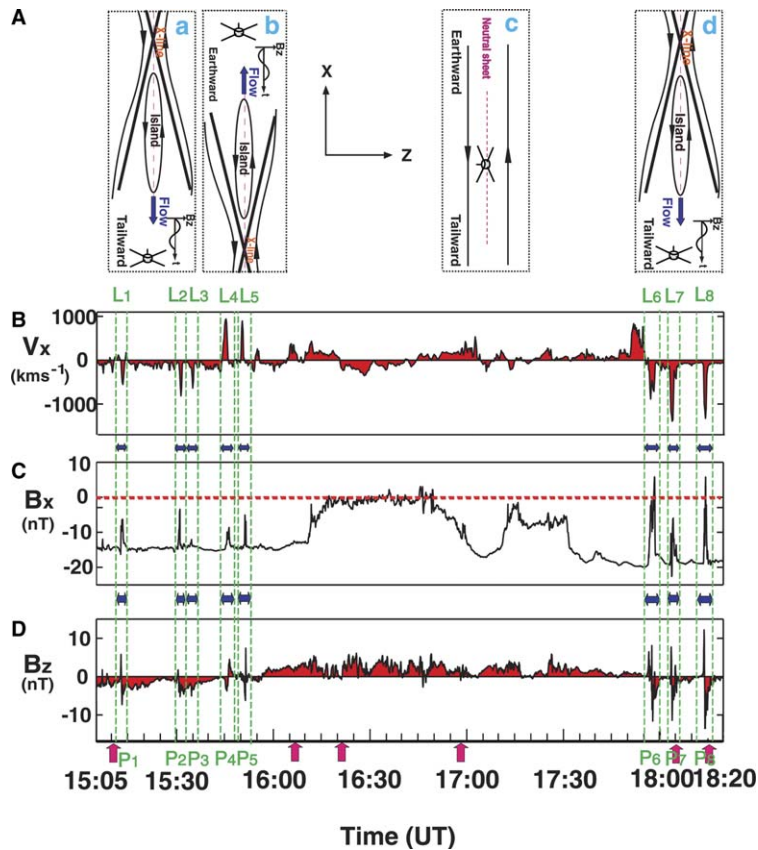 A
a
X-line
Island
Flow
Tailward
Bz
t
b
Earthward
Bz
t
Flow
Island
X-line
X
Z
c
Earthward
Neutral sheet
Tailward
d
X-line
Island
Flow
Tailward
Bz
t
L1 L2 L3 L4 L5 L6 L7 L8
B
Vx
(kms-1)
1000
0
-1000
C
Bx
(nT)
10
0
-10
-20
D
Bz
(nT)
10
0
-10
P1 P2 P3 P4 P5 P6 P7 P8
15:05 15:30 16:00 16:30 17:00 17:30 18:00 18:20
Time (UT)